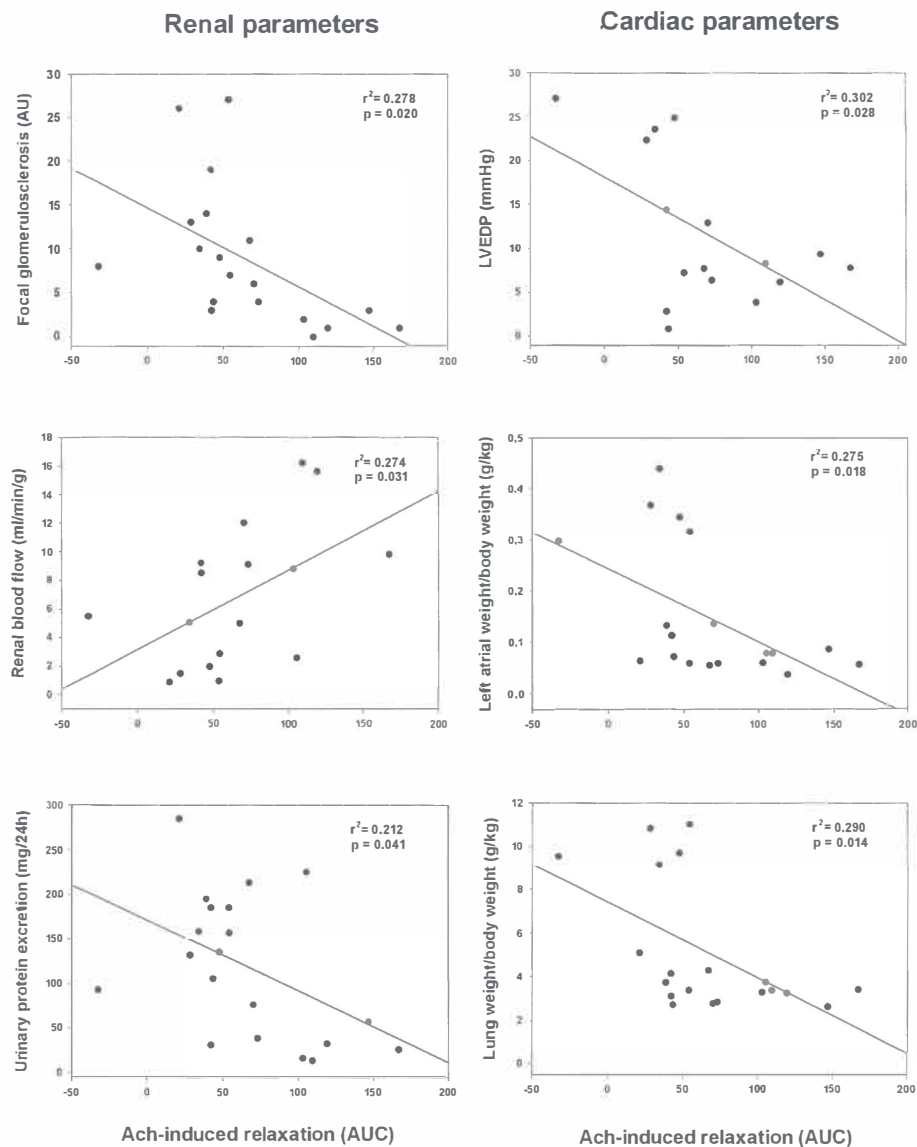 Renal parameters
Cardiac parameters
Focal glomerulosclerosis (AU)
30
25
20
15
10
5
0
r²= 0.278
p = 0.020
-50 0 50 100 150 200
LVEDP (mmHg)
30
25
20
15
10
5
0
r²= 0.302
p = 0.028
-50 0 50 100 150 200
Renal blood flow (ml/min/g)
18
16
14
12
10
8
6
4
2
0
r²= 0.274
p = 0.031
-50 0 50 100 150 200
Left atrial weight/body weight (g/kg)
0,5
0,4
0,3
0,2
0,1
0,0
r²= 0.275
p = 0.018
-50 0 50 100 150 200
Urinary protein excretion (mg/24h)
300
250
200
150
100
50
0
r²= 0.212
p = 0.041
-50 0 50 100 150 200
Ach-induced relaxation (AUC)
Lung weight/body weight (g/kg)
12
10
8
6
4
2
0
r²= 0.290
p = 0.014
-50 0 50 100 150 200
Ach-induced relaxation (AUC)